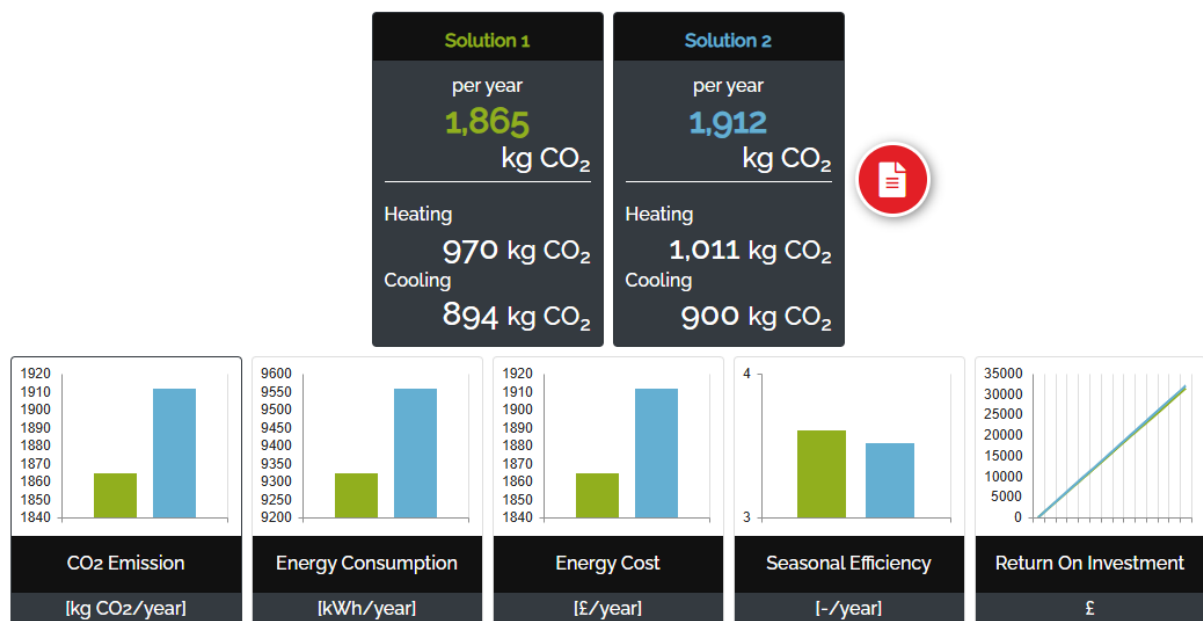 Solution 1
per year
1,865
kg CO₂
Heating
970 kg CO₂
Cooling
894 kg CO₂
Solution 2
per year
1,912
kg CO₂
Heating
1,011 kg CO₂
Cooling
900 kg CO₂
1920
1910
1900
1890
1880
1870
1860
1850
1840
CO2 Emission
[kg CO2/year]
9600
9550
9500
9450
9400
9350
9300
9250
9200
Energy Consumption
[kWh/year]
1920
1910
1900
1890
1880
1870
1860
1850
1840
Energy Cost
[£/year]
4
3
Seasonal Efficiency
[-/year]
35000
30000
25000
20000
15000
10000
5000
0
Return On Investment
£